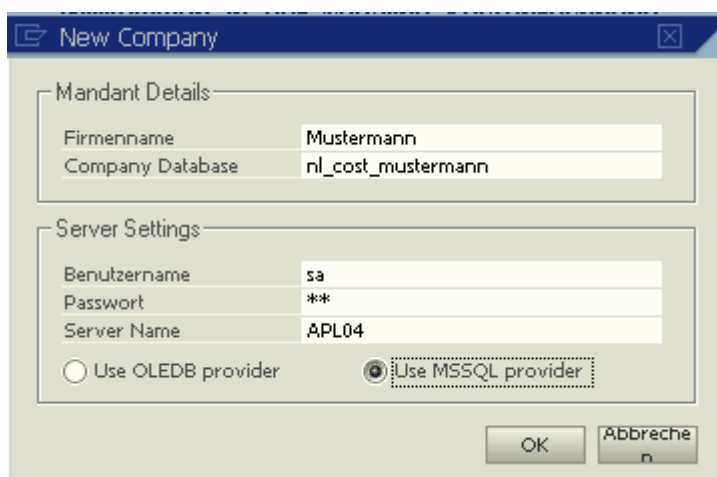 New Company
Mandant Details
Firmenname Mustermann
Company Database nl_cost_mustermann
Server Settings
Benutzername sa
Passwort **
Server Name APL04
Use OLEDB provider Use MSSQL provider
OK Abbreche
n